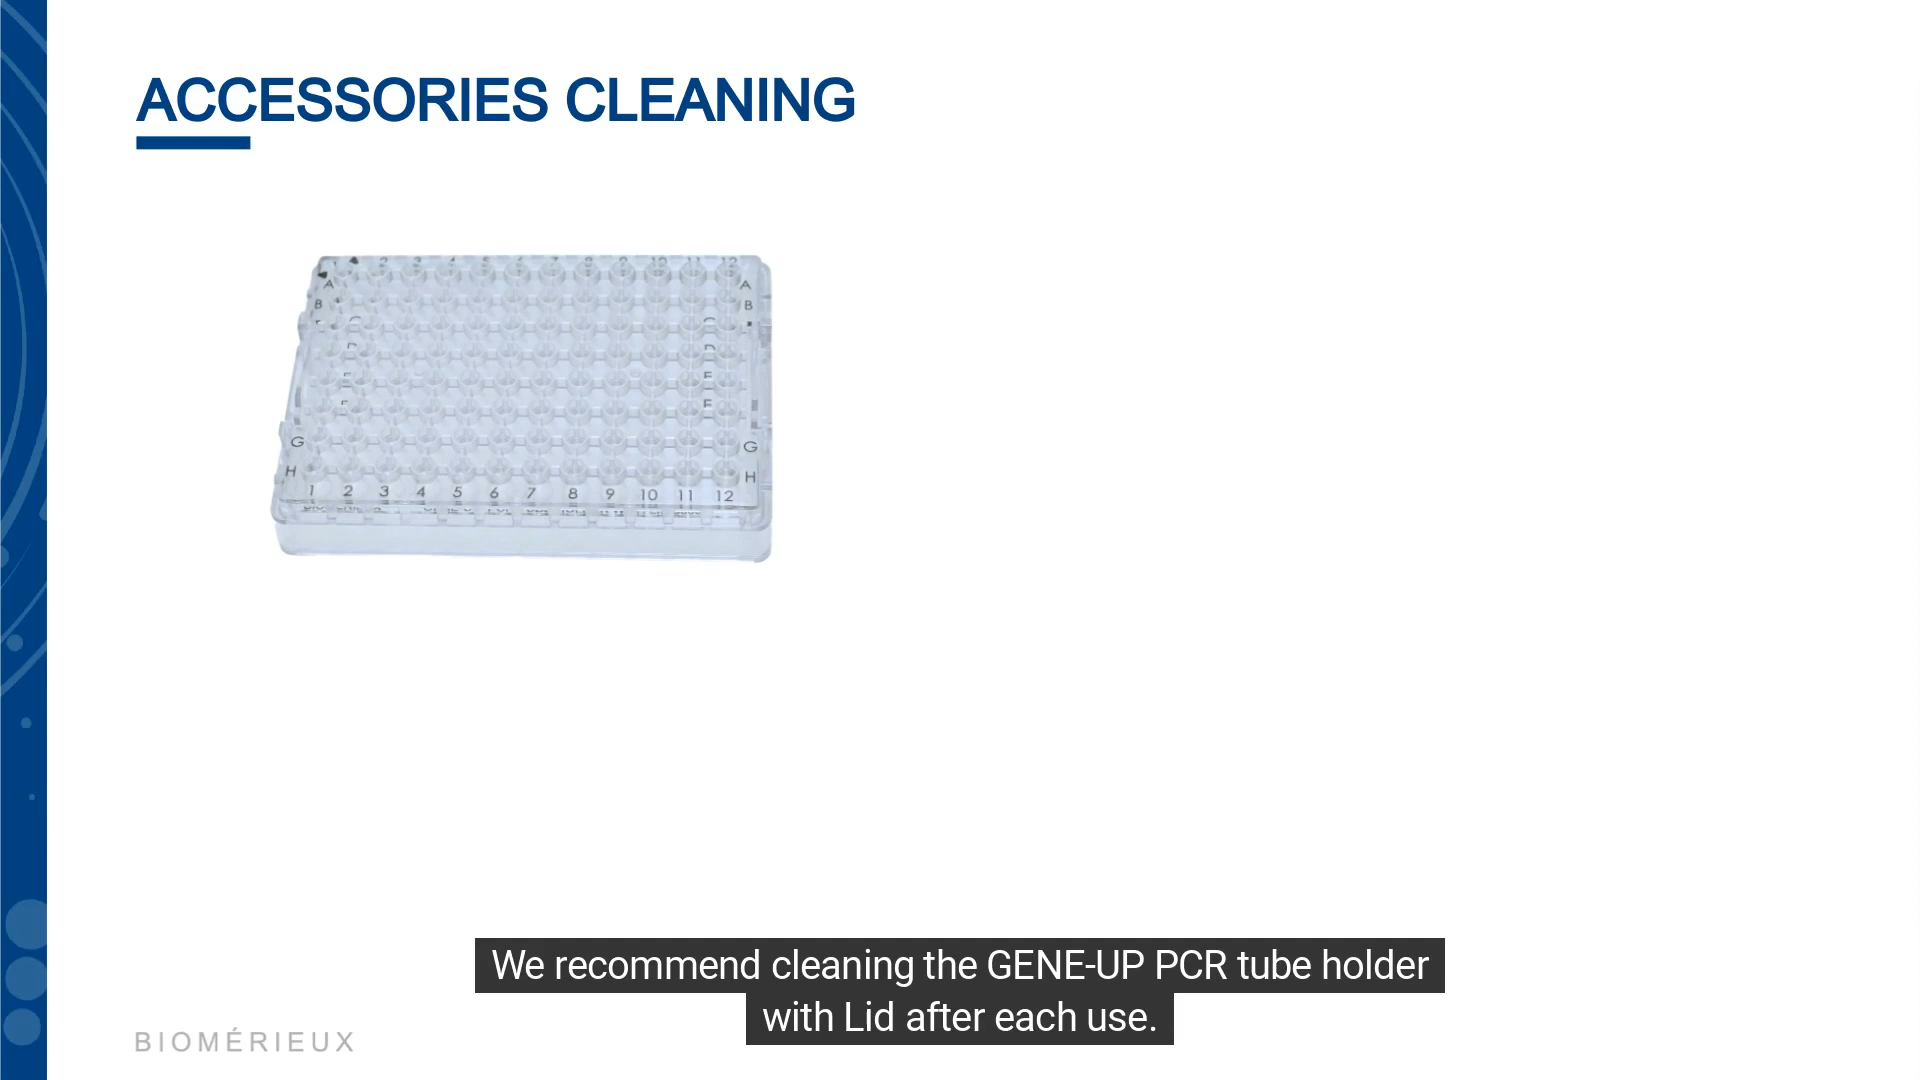 ACCESSORIES CLEANING
A A
B B
G G
H H
1 2 3 4 5 6 7 8 9 10 11 12
We recommend cleaning the GENE-UP PCR tube holder
with Lid after each use.
BIOMÉRIEUX